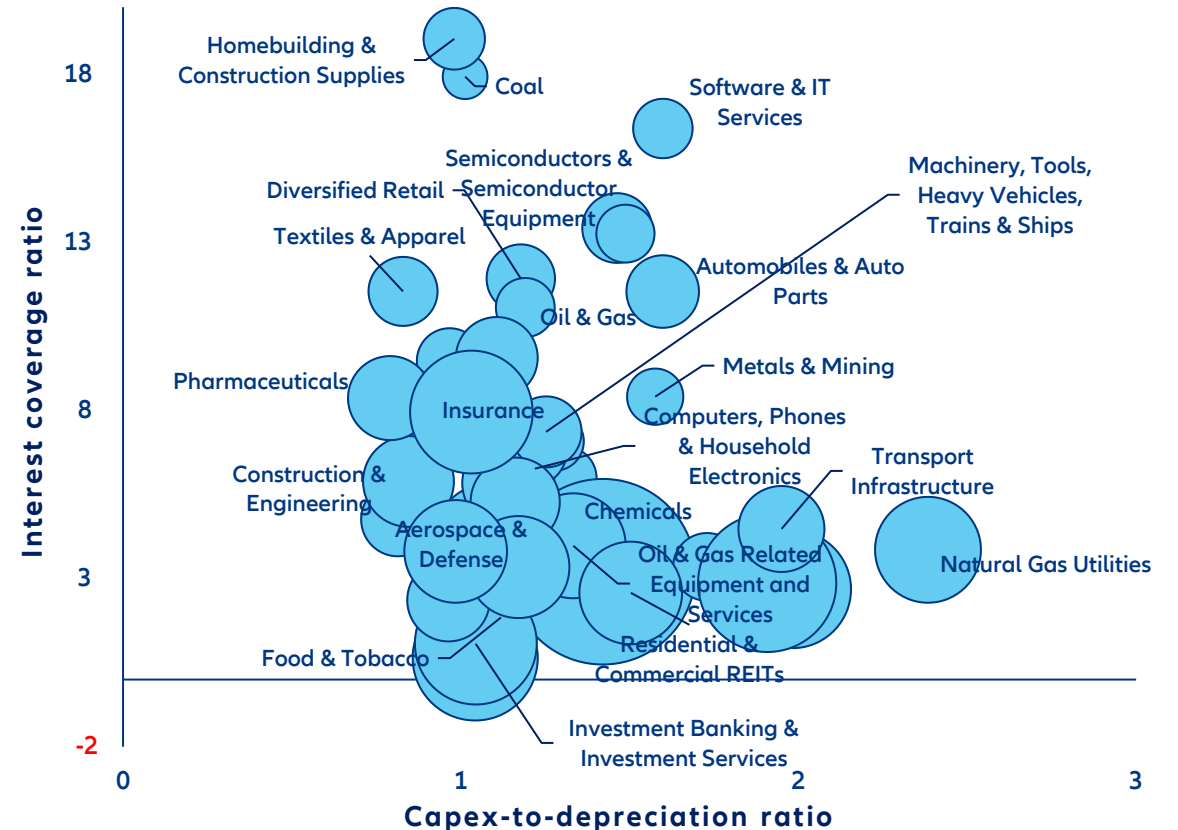 Interest coverage ratio
18
13
8
3
-2
Homebuilding &
Construction Supplies
Coal
Software & IT
Services
Semiconductors &
Semiconductor
Equipment
Diversified Retail
Machinery, Tools,
Heavy Vehicles,
Trains & Ships
Textiles & Apparel
Automobiles & Auto
Parts
Oil & Gas
Pharmaceuticals
Metals & Mining
Insurance
Computers, Phones
& Household
Electronics
Transport
Infrastructure
Construction &
Engineering
Chemicals
Aerospace &
Defense
Oil & Gas Related
Equipment and
Services
Natural Gas Utilities
Residential &
Commercial REITs
Food & Tobacco
Investment Banking &
Investment Services
0
1
2
3
Capex-to-depreciation ratio